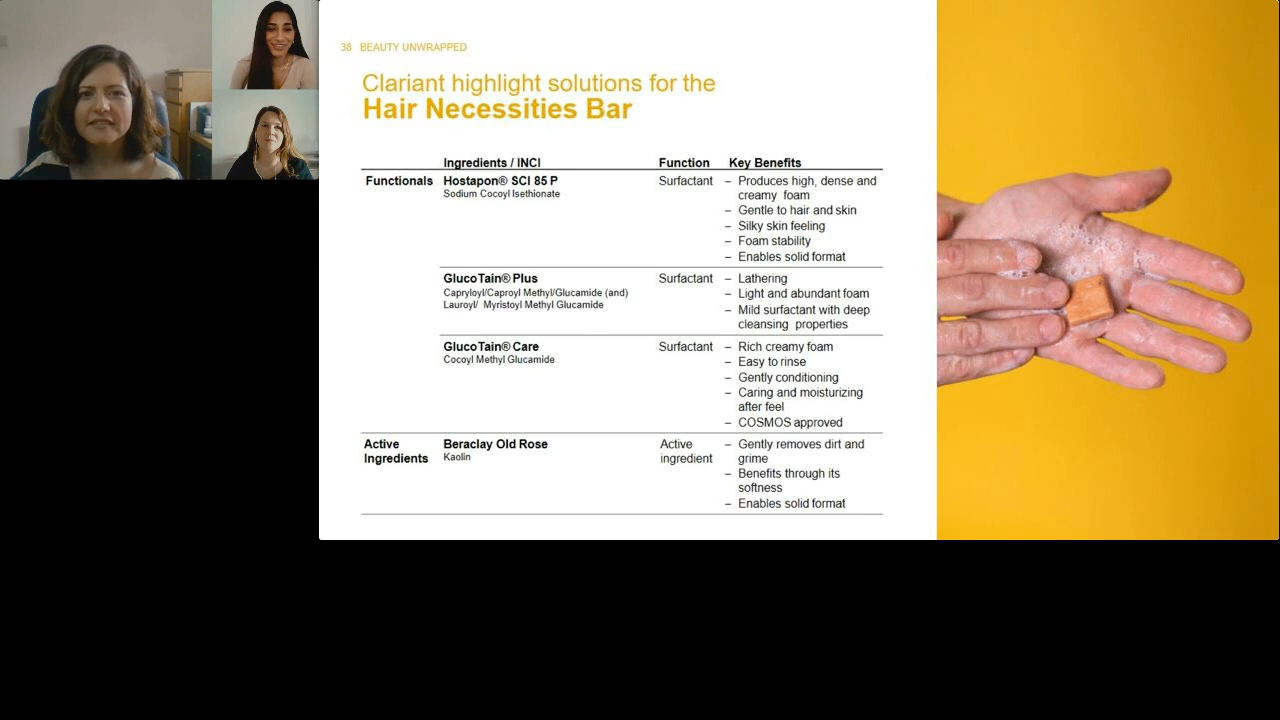 38 BEAUTY UNWRAPPED
Clariant highlight solutions for the
Hair Necessities Bar
Ingredients / INCI Function Key Benefits
Functionals Hostapon® SCI 85 P Surfactant – Produces high, dense and
Sodium Cocoyl Isethionate creamy foam
– Gentle to hair and skin
– Silky skin feeling
– Foam stability
– Enables solid format
GlucoTain® Plus Surfactant – Lathering
Capryloyl/Caproyl Methyl/Glucamide (and) – Light and abundant foam
Lauroyl/ Myristoyl Methyl Glucamide – Mild surfactant with deep
cleansing properties
GlucoTain® Care Surfactant – Rich creamy foam
Cocoyl Methyl Glucamide – Easy to rinse
– Gently conditioning
– Caring and moisturizing
after feel
– COSMOS approved
Active Beraclay Old Rose Active – Gently removes dirt and
Ingredients Kaolin ingredient grime
– Benefits through its
softness
– Enables solid format